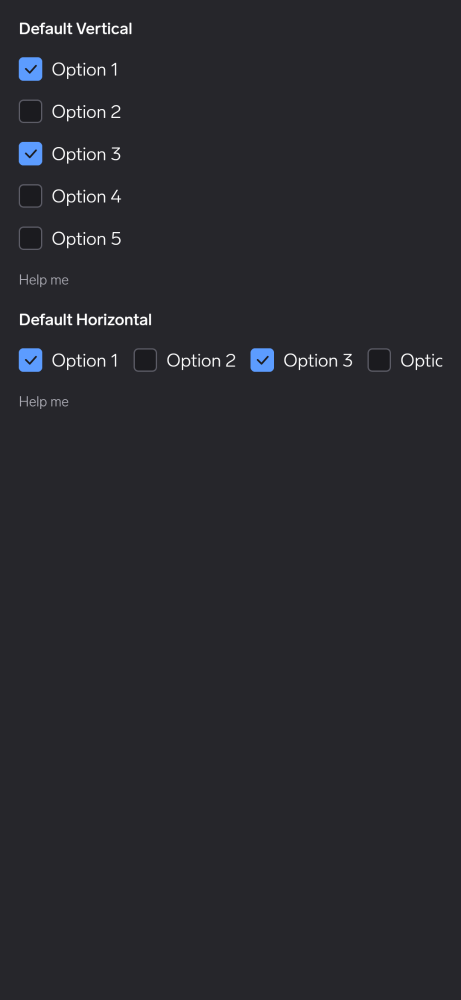 Default Vertical
Option 1
Option 2
Option 3
Option 4
Option 5
Help me
Default Horizontal
Option 1 Option 2 Option 3 Optic
Help me